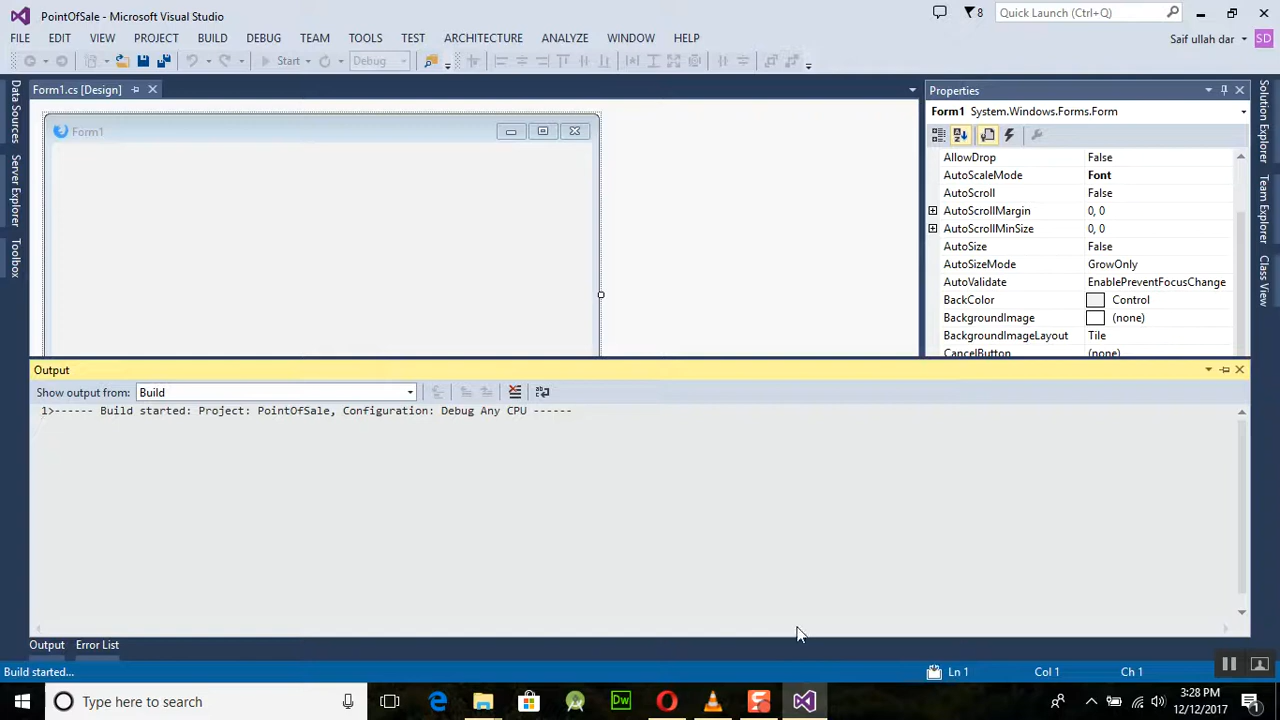 PointOfSale - Microsoft Visual Studio
8
Quick Launch (Ctrl+Q)
FILE EDIT VIEW PROJECT BUILD DEBUG TEAM TOOLS TEST ARCHITECTURE ANALYZE WINDOW HELP
Saif ullah dar SD
Start Debug
Data Sources
Server Explorer
Toolbox
Form1.cs [Design]
Form1
Properties
Form1 System.Windows.Forms.Form
AllowDrop False
AutoScaleMode Font
AutoScroll False
AutoScrollMargin 0, 0
AutoScrollMinSize 0, 0
AutoSize False
AutoSizeMode GrowOnly
AutoValidate EnablePreventFocusChange
BackColor Control
BackgroundImage (none)
BackgroundImageLayout Tile
CancelButton (none)
Solution Explorer
Team Explorer
Class View
Output
Show output from: Build
1>------ Build started: Project: PointOfSale, Configuration: Debug Any CPU ------
Output Error List
Build started... Ln 1 Col 1 Ch 1
Type here to search
Dw
3:28 PM
12/12/2017
1